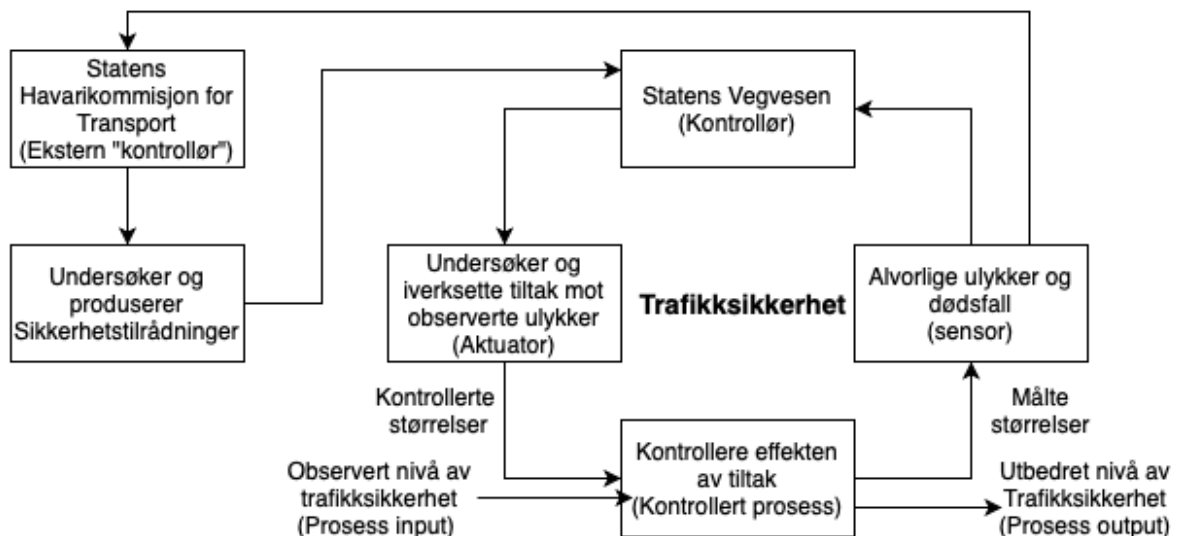 Statens
Havarikommisjon for
Transport
(Ekstern "kontrollør")
Statens Vegvesen
(Kontrollør)
Undersøker og
produserer
Sikkerhetstilrådninger
Undersøker og
iverksette tiltak mot
observerte ulykker
(Aktuator)
Trafikksikkerhet
Alvorlige ulykker og
dødsfall
(sensor)
Kontrollerte
størrelser
Målte
størrelser
Observert nivå av
trafikksikkerhet
(Prosess input)
Kontrollere effekten
av tiltak
(Kontrollert prosess)
Utbedret nivå av
Trafikksikkerhet
(Prosess output)